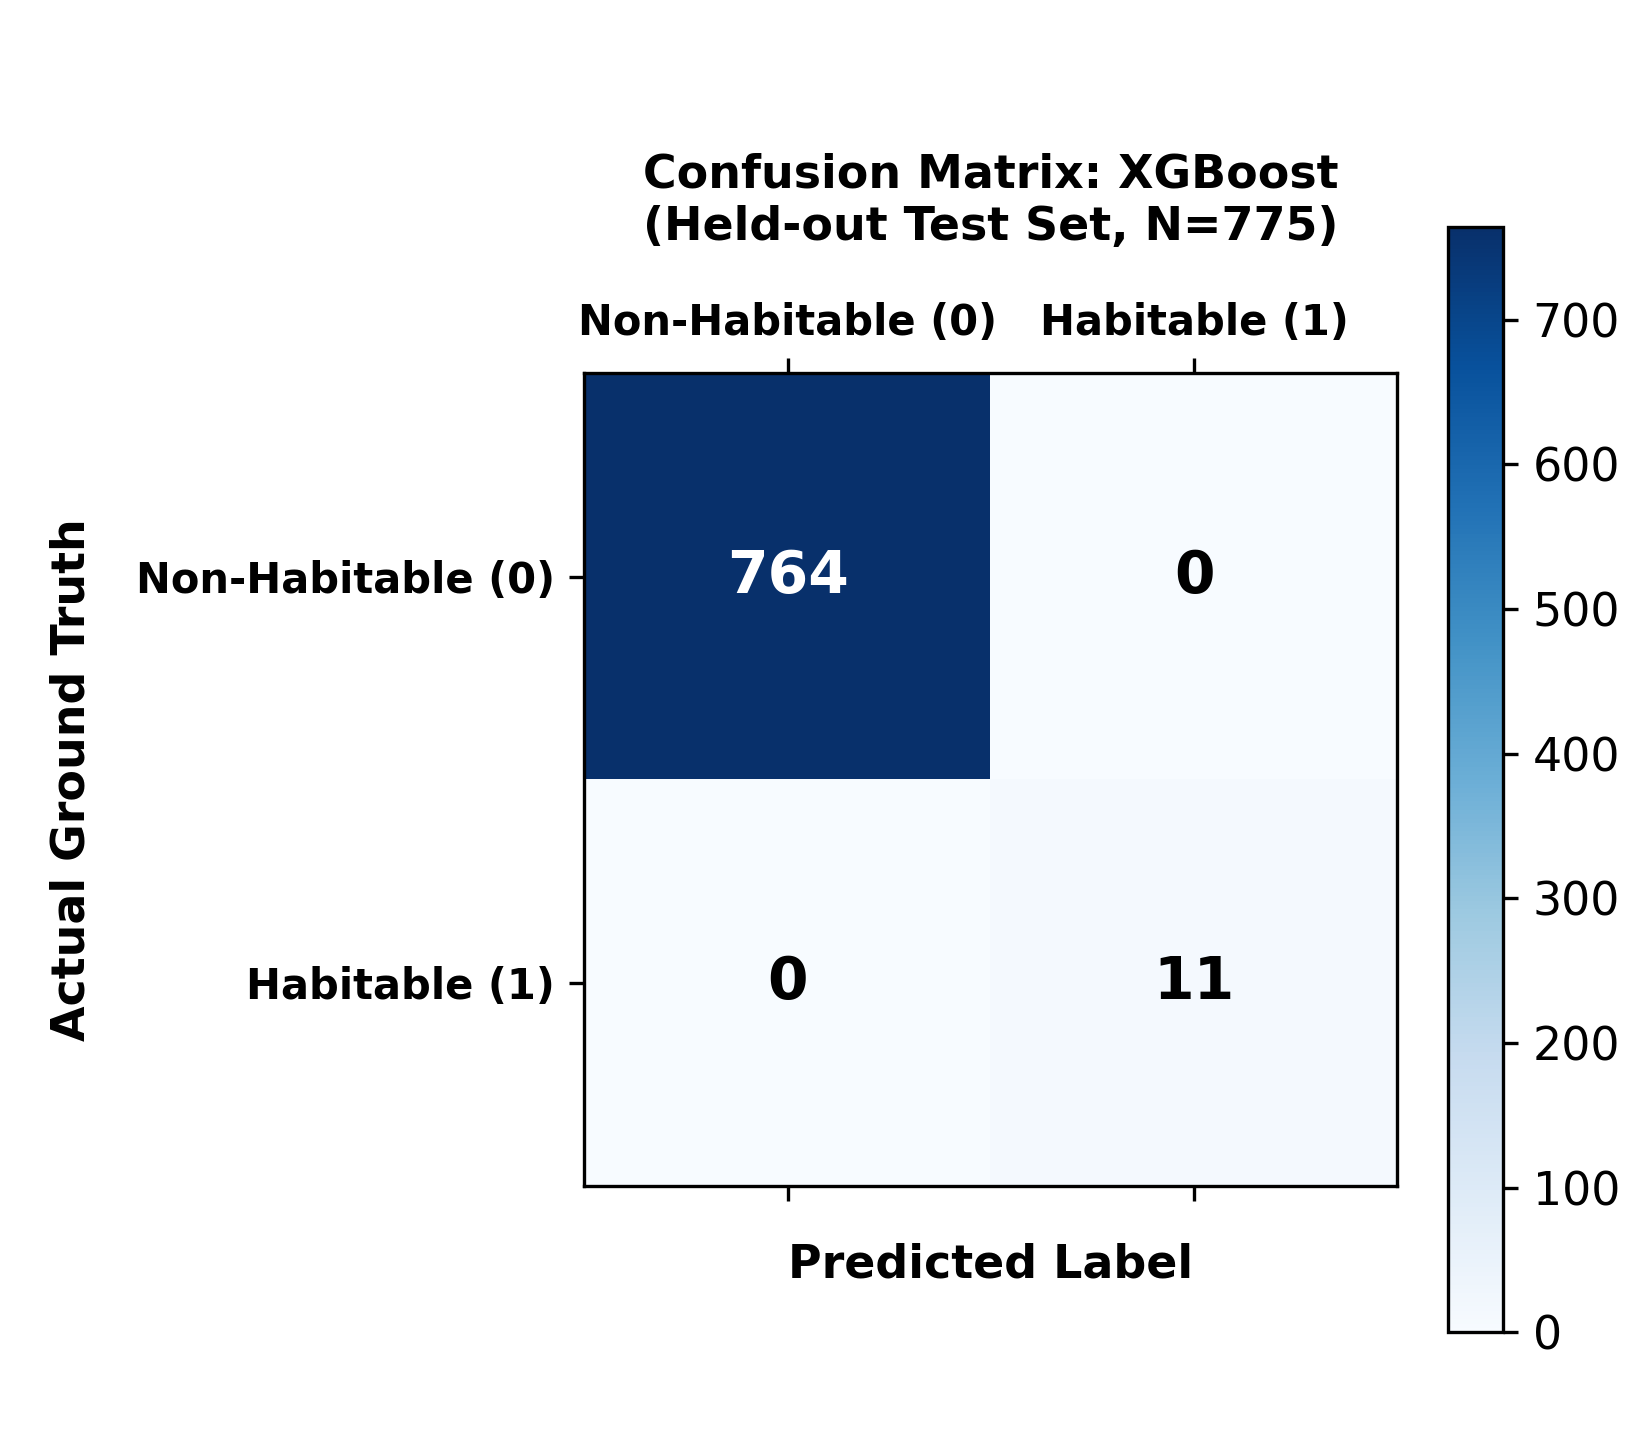 Confusion Matrix: XGBoost
(Held-out Test Set, N=775)
Non-Habitable (0) Habitable (1)
Actual Ground Truth
Non-Habitable (0)
764 0
Habitable (1)
0 11
Predicted Label
700
600
500
400
300
200
100
0